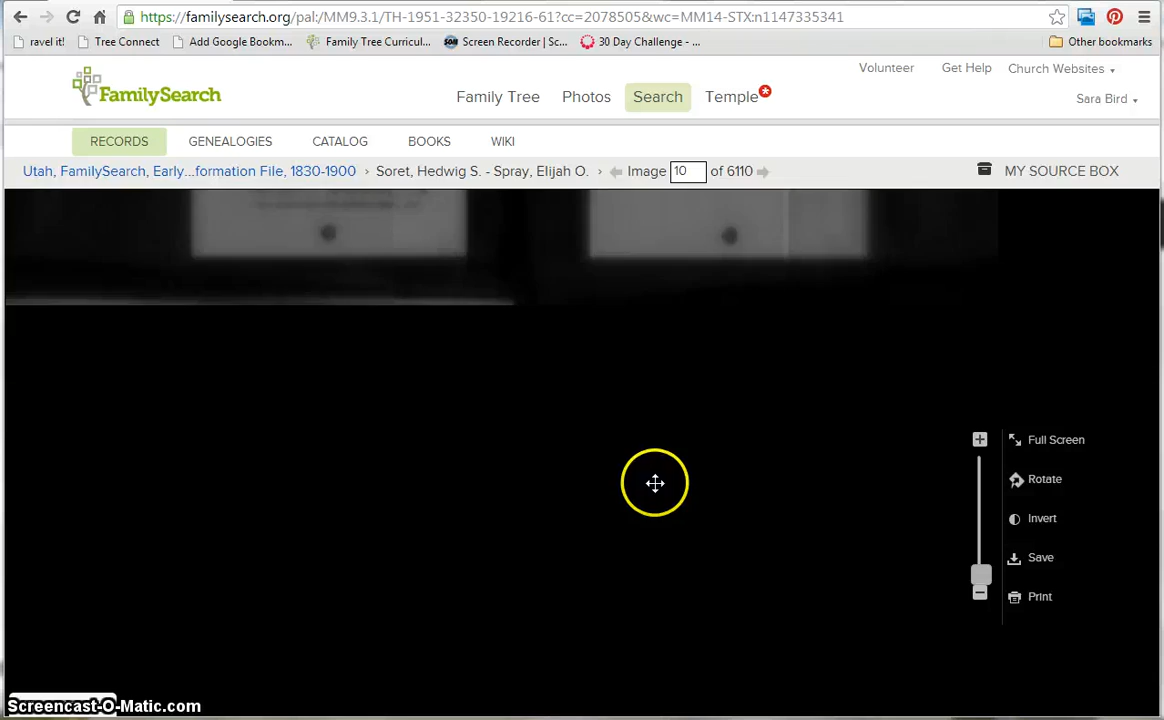 https://familysearch.org/pal:/MM9.3.1/TH-1951-32350-19216-61?cc=2078505&wc=MM14-STX:n1147335341
ravel it! Tree Connect Add Google Bookm... Family Tree Curricul... Screen Recorder | Sc... 30 Day Challenge - ... Other bookmarks
Volunteer Get Help Church Websites
FamilySearch Family Tree Photos Search Temple
Sara Bird
RECORDS GENEALOGIES CATALOG BOOKS WIKI
Utah, FamilySearch, Early...formation File, 1830-1900 › Soret, Hedwig S. - Spray, Elijah O. › Image 10 of 6110 MY SOURCE BOX
Full Screen
Rotate
Invert
Save
Print
Screencast-O-Matic.com